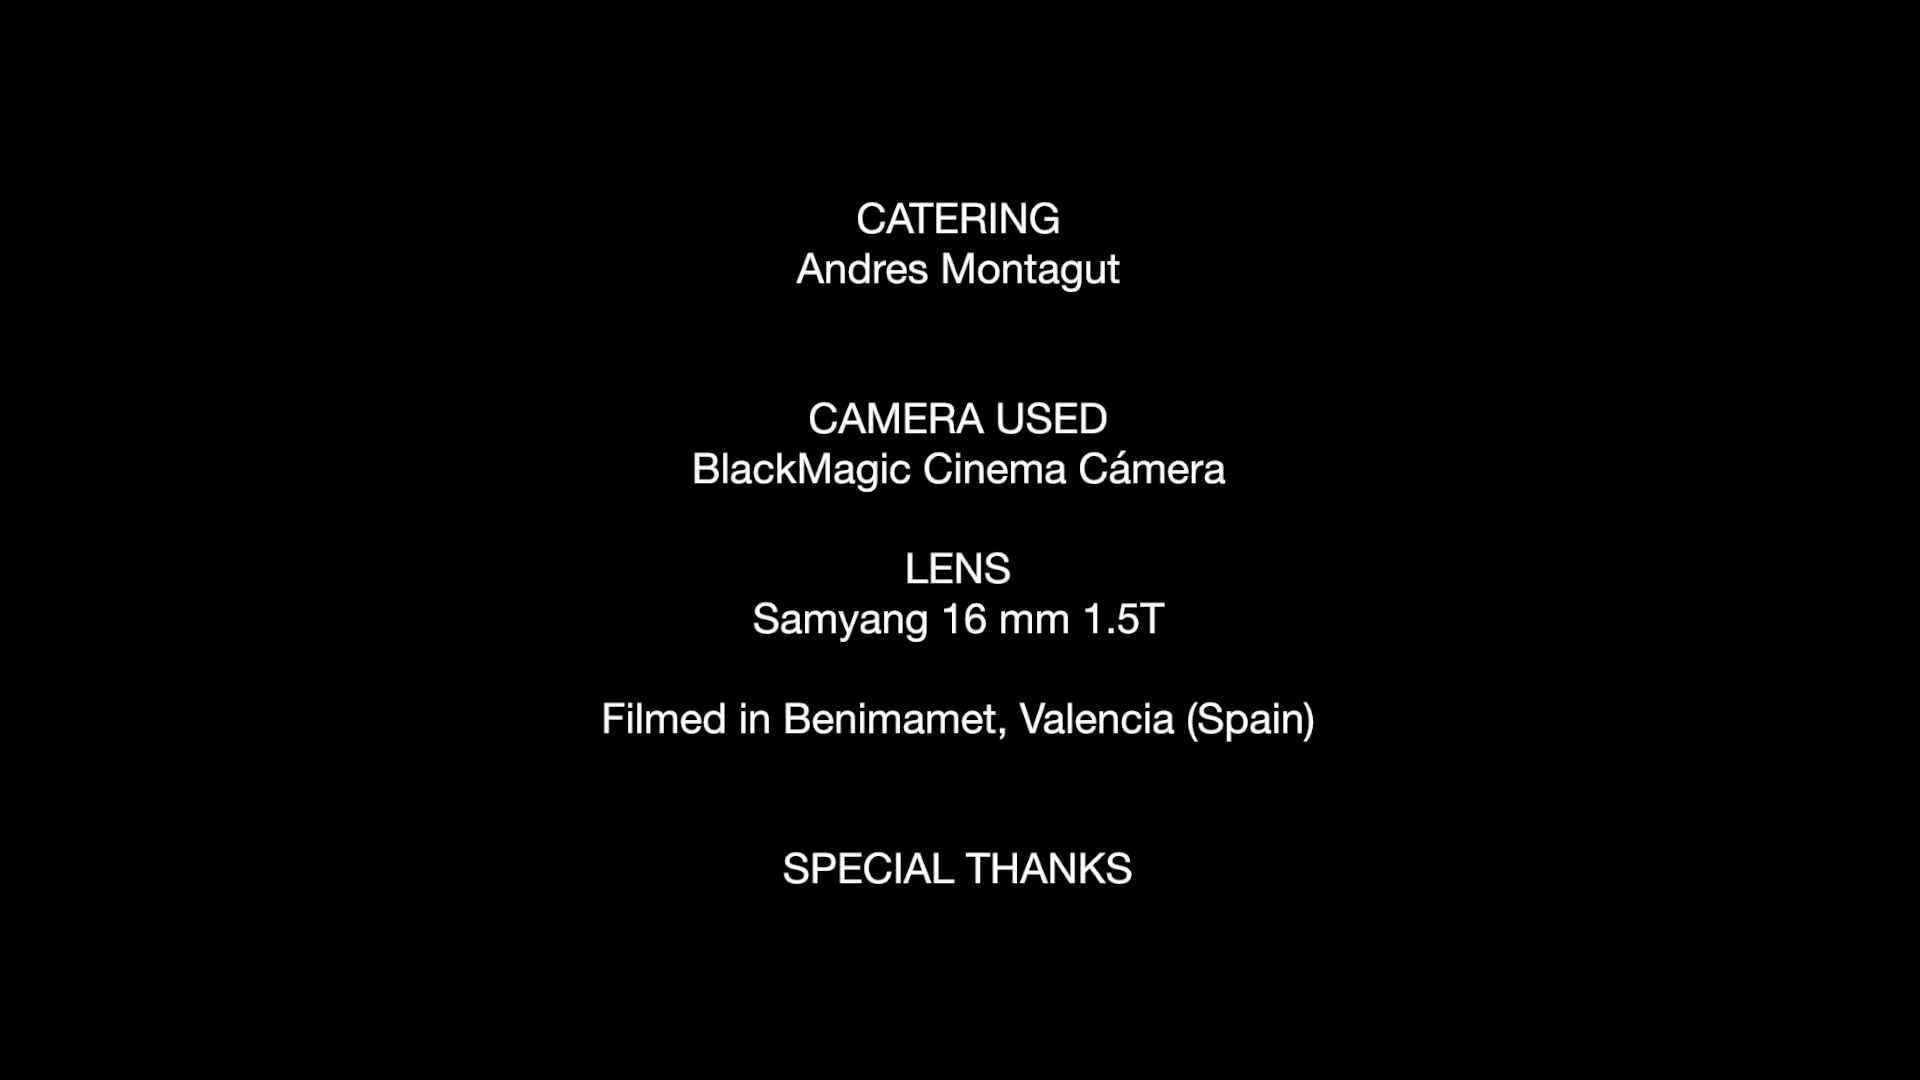 CATERING
Andres Montagut
CAMERA USED
BlackMagic Cinema Cámera
LENS
Samyang 16 mm 1.5T
Filmed in Benimamet, Valencia (Spain)
SPECIAL THANKS